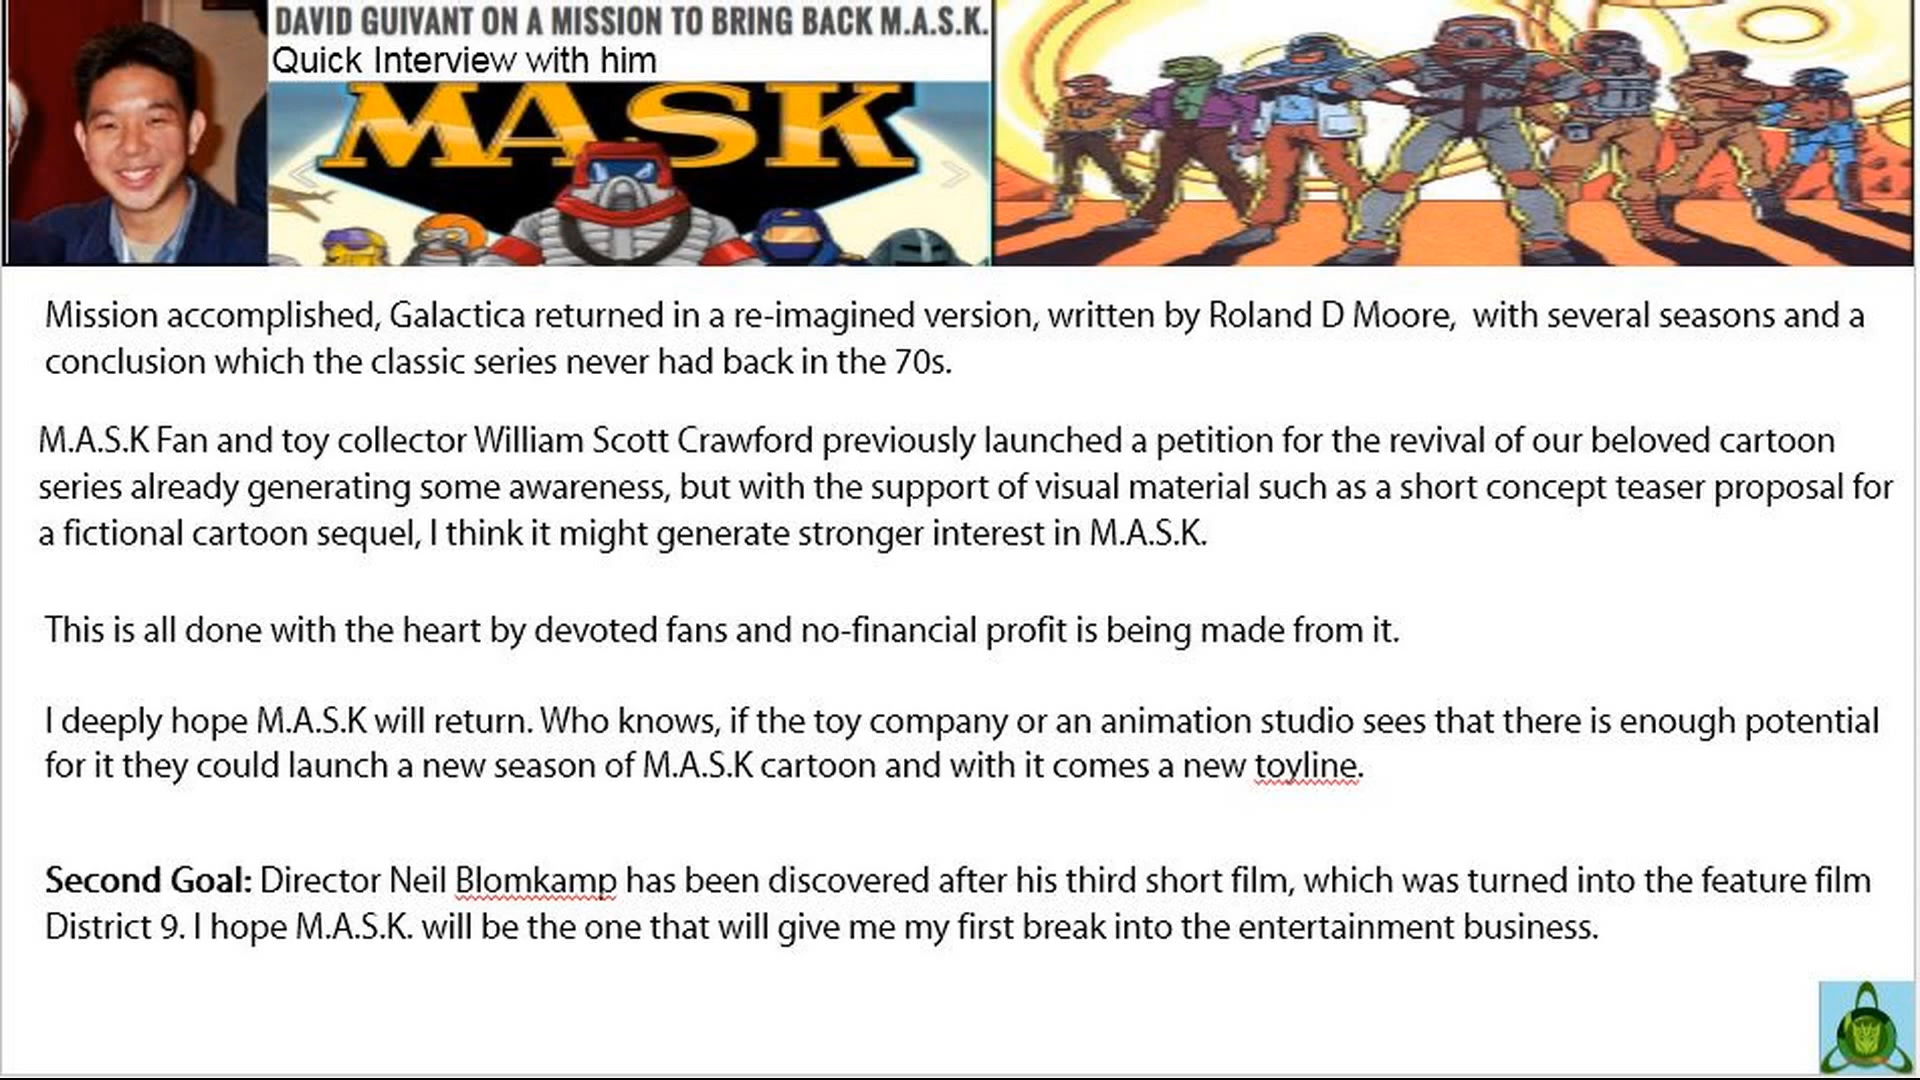 DAVID GUIVANT ON A MISSION TO BRING BACK M.A.S.K.
Quick Interview with him
MASK
Mission accomplished, Galactica returned in a re-imagined version, written by Roland D Moore,  with several seasons and a
conclusion which the classic series never had back in the 70s.
M.A.S.K Fan and toy collector William Scott Crawford previously launched a petition for the revival of our beloved cartoon
series already generating some awareness, but with the support of visual material such as a short concept teaser proposal for
a fictional cartoon sequel, I think it might generate stronger interest in M.A.S.K.
This is all done with the heart by devoted fans and no-financial profit is being made from it.
I deeply hope M.A.S.K will return. Who knows, if the toy company or an animation studio sees that there is enough potential
for it they could launch a new season of M.A.S.K cartoon and with it comes a new toyline.
Second Goal: Director Neil Blomkamp has been discovered after his third short film, which was turned into the feature film
District 9. I hope M.A.S.K. will be the one that will give me my first break into the entertainment business.